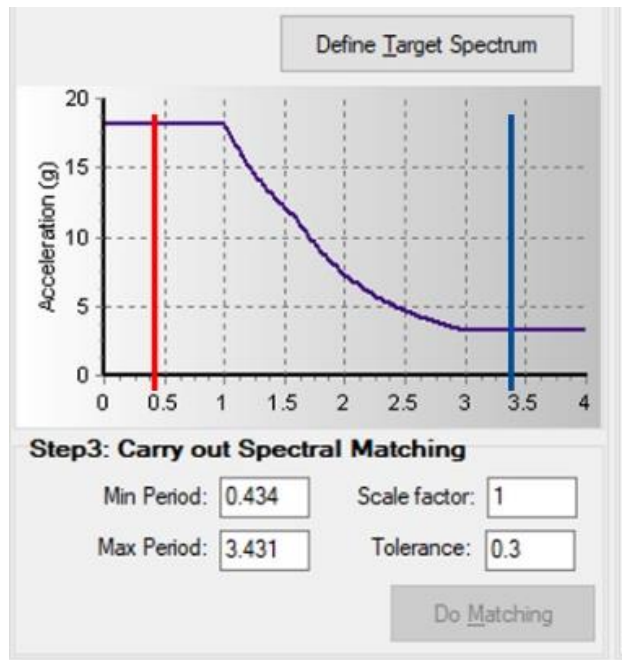 Define Target Spectrum
20
15
10
5
0
Acceleration (g)
0 0.5 1 1.5 2 2.5 3 3.5 4
Step3: Carry out Spectral Matching
Min Period: 0.434 Scale factor: 1
Max Period: 3.431 Tolerance: 0.3
Do Matching